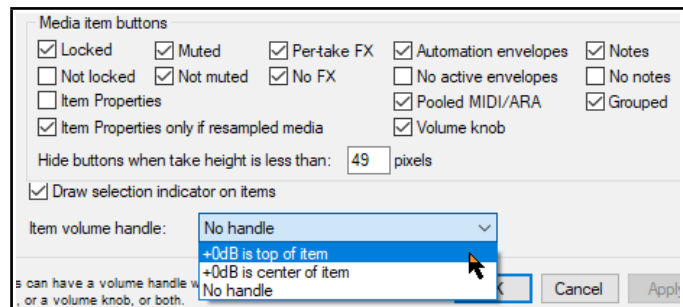 Media item buttons
Locked Muted Per-take FX Automation envelopes Notes
Not locked Not muted No FX No active envelopes No notes
Item Properties Pooled MIDI/ARA Grouped
Item Properties only if resampled media Volume knob
Hide buttons when take height is less than: 49 pixels
Draw selection indicator on items
Item volume handle: No handle
+0dB is top of item
+0dB is center of item
No handle
s can have a volume handle
, or a volume knob, or both.
Cancel